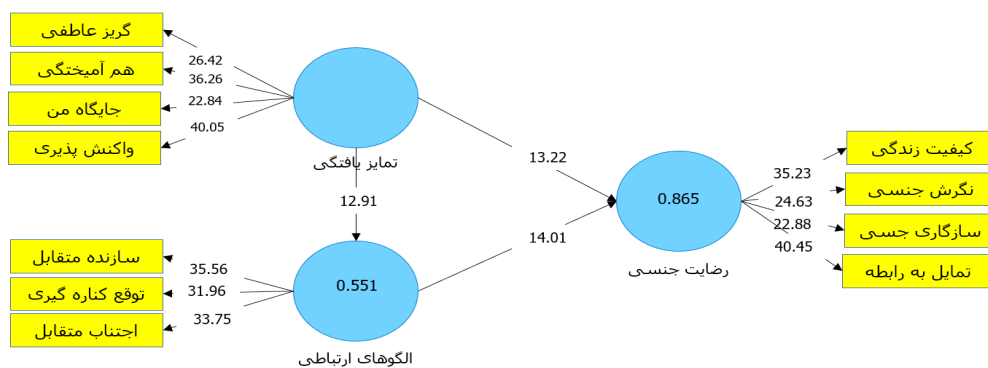 گریز عاطفی
هم آمیختگی
جایگاه من
واکنش پذیری
26.42
36.26
22.84
40.05
تمایز یافتگی
12.91
13.22
14.01
سازنده متقابل
توقع کناره گیری
اجتناب متقابل
35.56
31.96
33.75
0.551
الگوهای ارتباطی
0.865
رضایت جنسی
35.23
24.63
22.88
40.45
کیفیت زندگی
نگرش جنسی
سازگاری جسی
تمایل به رابطه